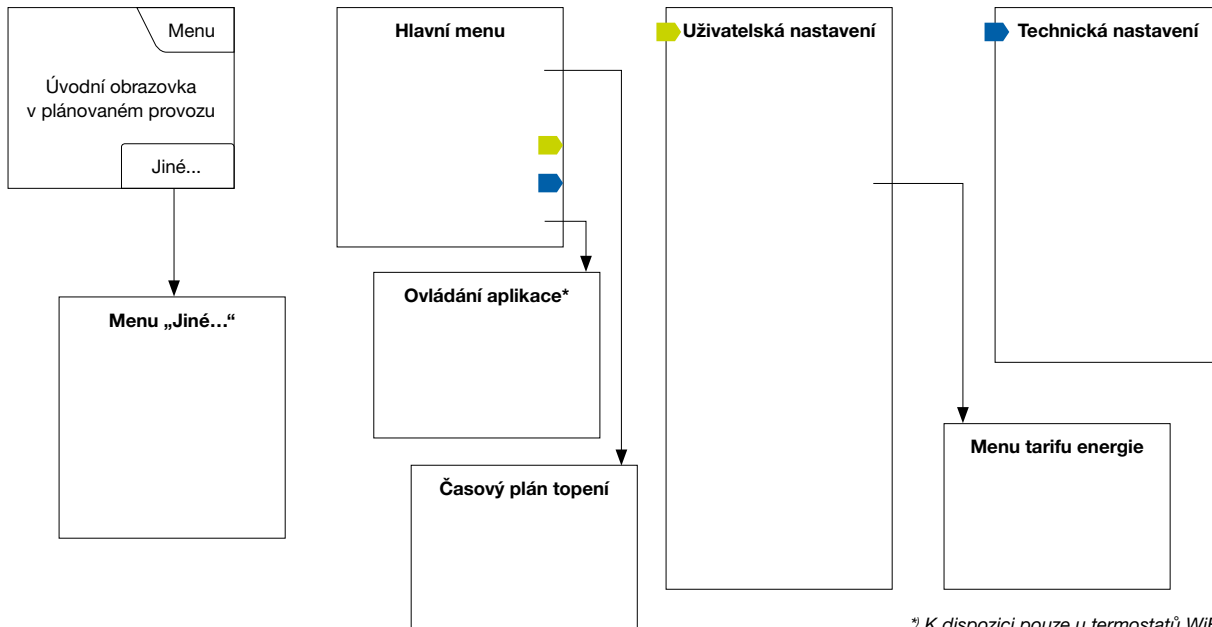 Menu
Úvodní obrazovka
v plánovaném provozu
Jiné...
Menu „Jiné…“
Hlavní menu
Ovládání aplikace*
Časový plán topení
Uživatelská nastavení
Menu tarifu energie
Technická nastavení
*) K dispozici pouze u termostatů